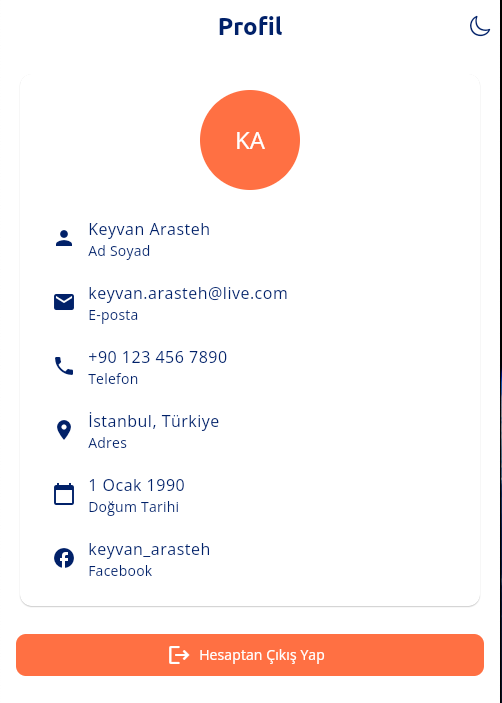 Profil
KA
Keyvan Arasteh
Ad Soyad
keyvan.arasteh@live.com
E-posta
+90 123 456 7890
Telefon
İstanbul, Türkiye
Adres
1 Ocak 1990
Doğum Tarihi
keyvan_arasteh
Facebook
Hesaptan Çıkış Yap